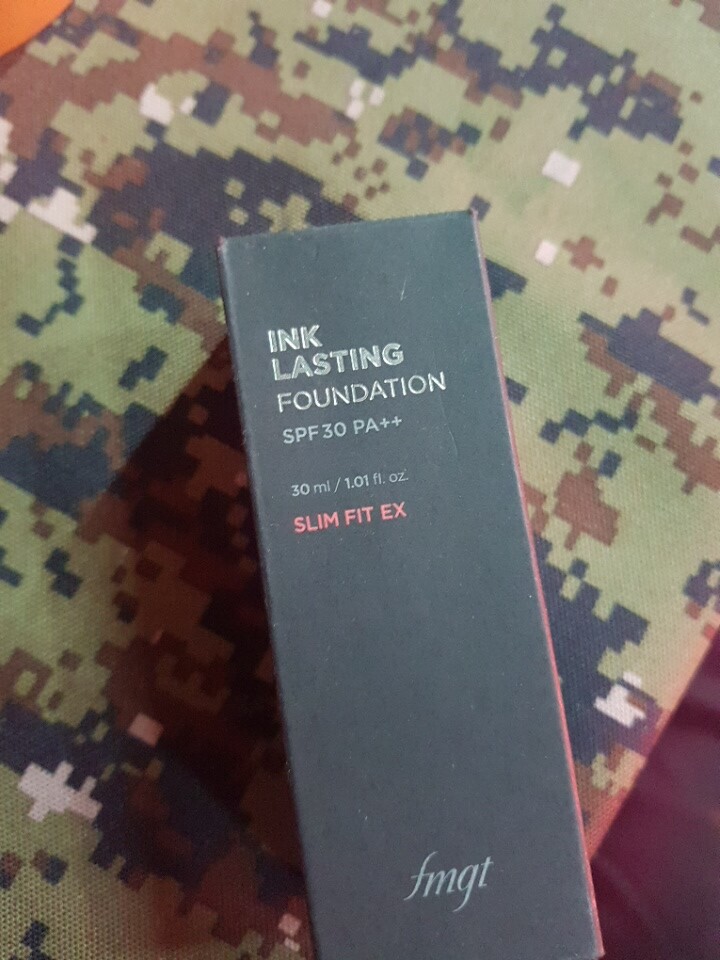 INK
LASTING
FOUNDATION
SPF30 PA++
30 ml / 1.01 fl. oz.
SLIM FIT EX
fmgt